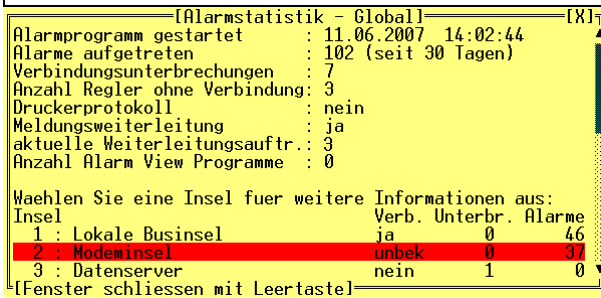 [Alarmstatistik - Global] [X]
Alarmprogramm gestartet : 11.06.2007 14:02:44
Alarme aufgetreten : 102 (seit 30 Tagen)
Verbindungsunterbrechungen : 7
Anzahl Regler ohne Verbindung: 3
Druckerprotokoll : nein
Meldungsweiterleitung : ja
aktuelle Weiterleitungsauftr.: 3
Anzahl Alarm View Programme : 0
Waehlen Sie eine Insel fuer weitere Informationen aus:
Insel Verb. Unterbr. Alarme
1 : Lokale Businsel ja 0 46
2 : Modeminsel unbek 0 37
3 : Datenserver nein 1 0
[Fenster schliessen mit Leertaste]